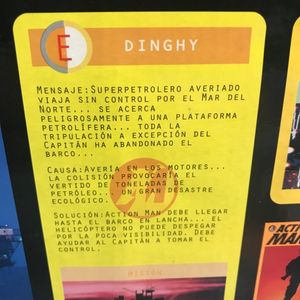 E
DINGHY
MENSAJE:SUPERPETROLERO AVERIADO
VIAJA SIN CONTROL POR EL MAR DEL
NORTE... SE ACERCA
PELIGROSAMENTE A UNA PLATAFORMA
PETROLÍFERA... TODA LA
TRIPULACIÓN A EXCEPCIÓN DEL
CAPITÁN HA ABANDONADO EL
BARCO...
CAUSA:AVERÍA EN LOS MOTORES...
LA COLISIÓN PROVOCARÍA EL
VERTIDO DE TONELADAS DE
PETRÓLEO... UN GRAN DESASTRE
ECOLÓGICO.
SOLUCIÓN:ACTION MAN DEBE LLEGAR
HASTA EL BARCO EN LANCHA... EL
HELICÓPTERO NO PUEDE DESPEGAR
POR LA POCA VISIBILIDAD. DEBE
AYUDAR AL CAPITÁN A TOMAR EL
CONTROL.
MISIÓN
ACTION
MAN